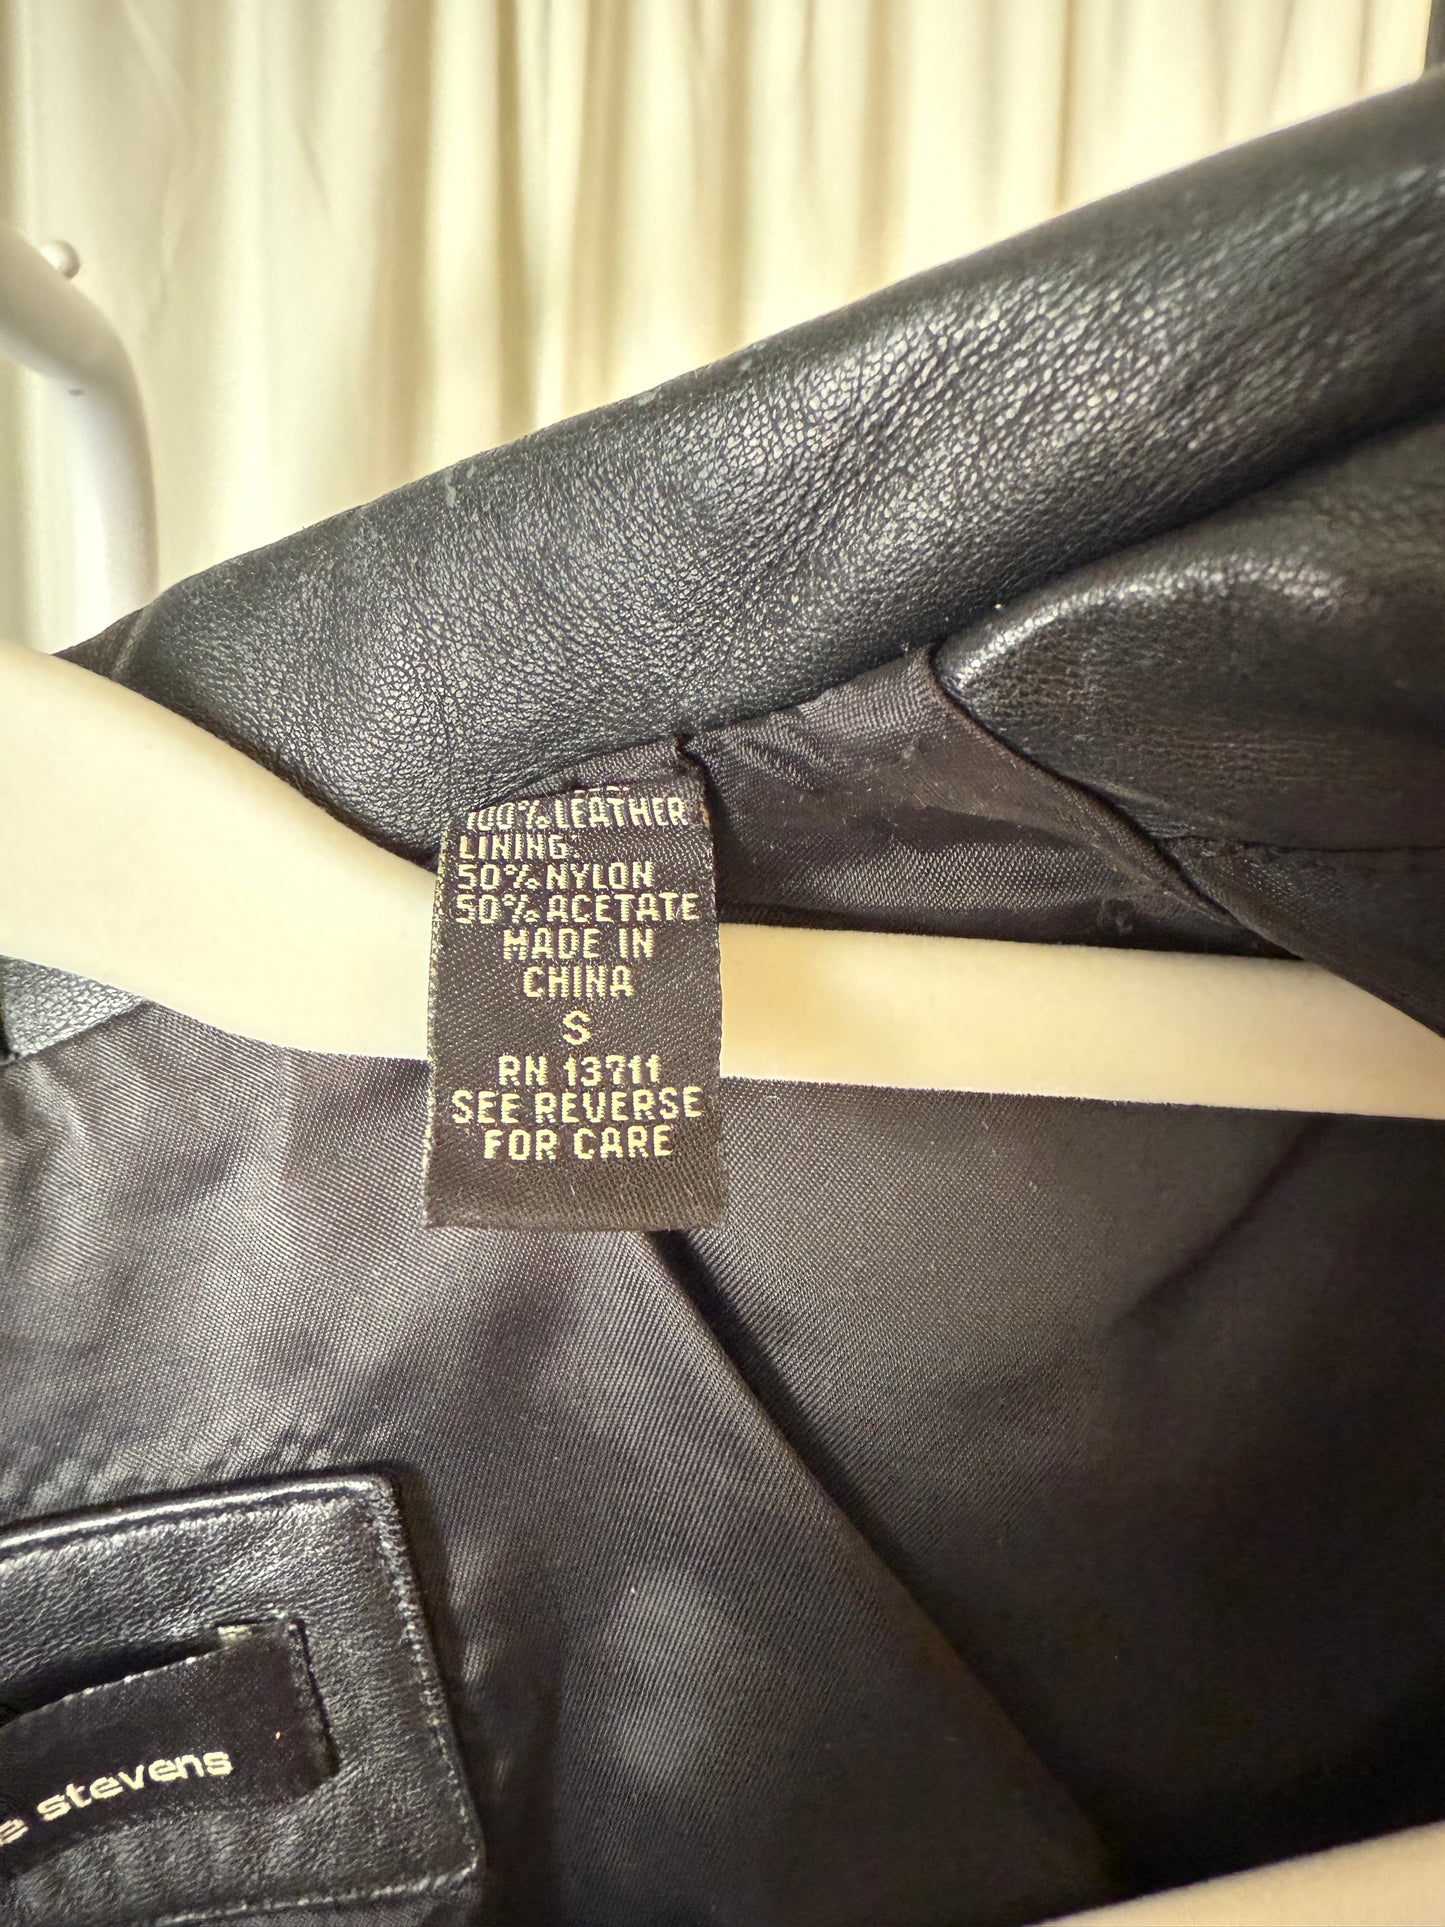 100% LEATHER
LINING:
50% NYLON
50% ACETATE
MADE IN
CHINA
S
RN 13711
SEE REVERSE
FOR CARE
e stevens